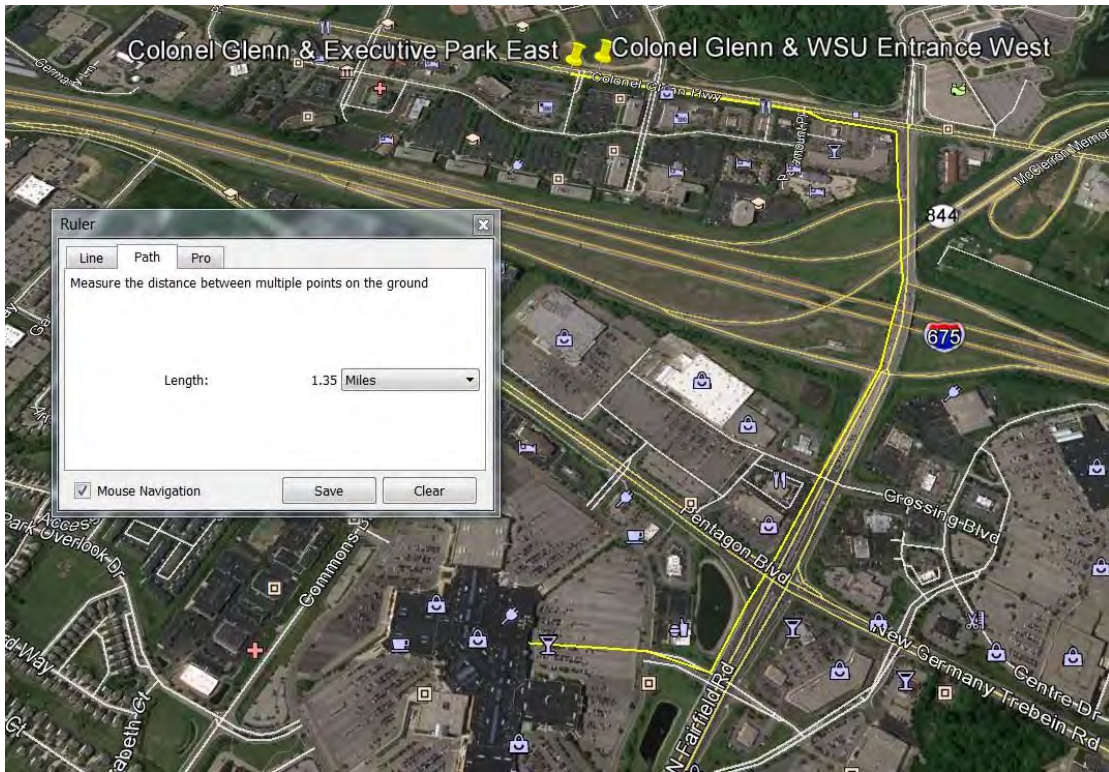 Colonel Glenn & Executive Park East
Colonel Glenn & WSU Entrance West
Colonel Glenn Hwy
McClernon Memo
844
675
Ruler
Line
Path
Pro
Measure the distance between multiple points on the ground
Length:
1.35
Miles
Mouse Navigation
Save
Clear
Crossing Blvd
Pentagon Blvd
Park Overlook Dr
Commons B
New Germany Trebein Rd
Centre Dr
N Fairfield Rd